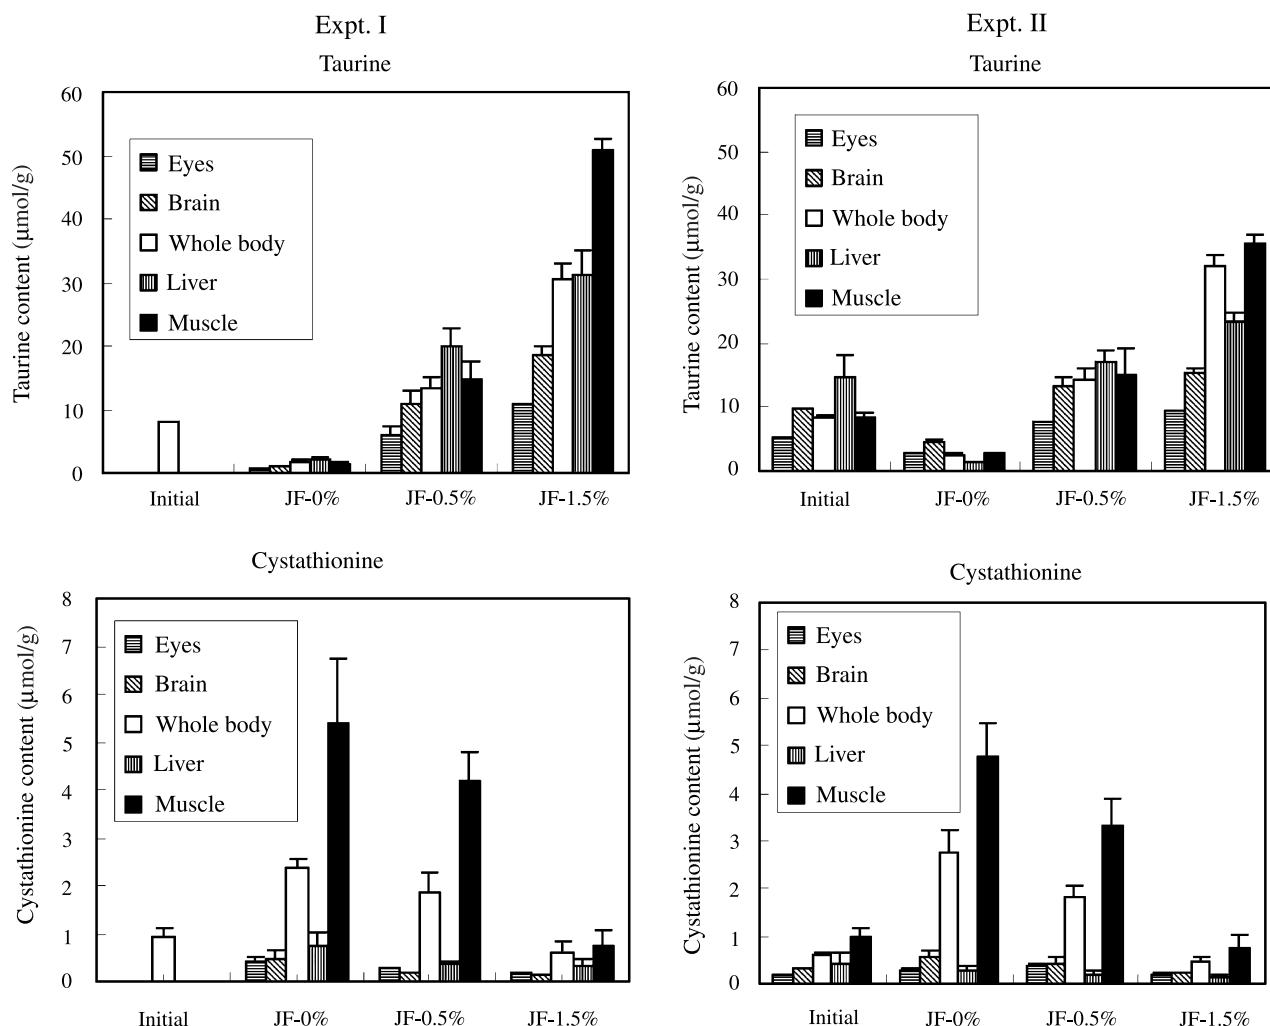 Expt. I
Taurine
Taurine content (µmol/g)
60
50
40
30
20
10
0
Eyes
Brain
Whole body
Liver
Muscle
Initial
JF-0%
JF-0.5%
JF-1.5%
Expt. II
Taurine
Taurine content (µmol/g)
60
50
40
30
20
10
0
Eyes
Brain
Whole body
Liver
Muscle
Initial
JF-0%
JF-0.5%
JF-1.5%
Cystathionine
Cystathionine content (µmol/g)
8
7
6
5
4
3
2
1
0
Eyes
Brain
Whole body
Liver
Muscle
Initial
JF-0%
JF-0.5%
JF-1.5%
Cystathionine
Cystathionine content (µmol/g)
8
7
6
5
4
3
2
1
0
Eyes
Brain
Whole body
Liver
Muscle
Initial
JF-0%
JF-0.5%
JF-1.5%